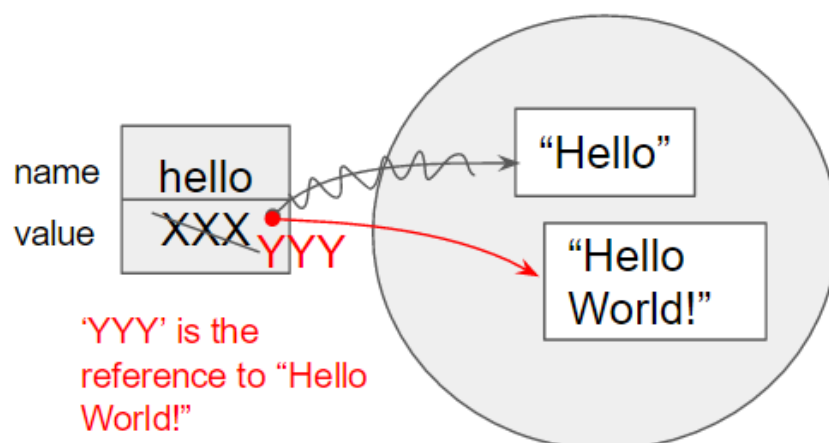 name
hello
value
XXX
YYY
“Hello”
“Hello
World!”
‘YYY’ is the
reference to “Hello
World!”